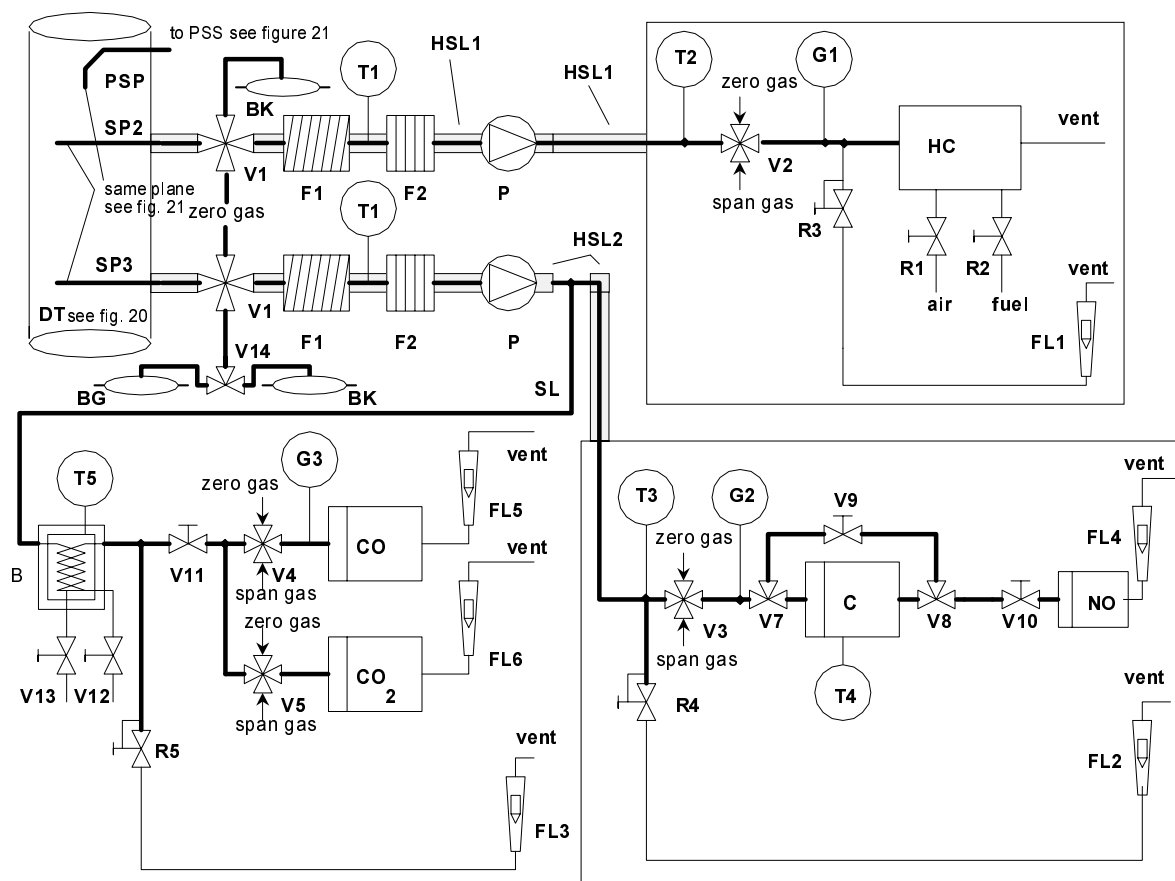 to PSS see figure 21
PSP
BK
SP2
V1
F1
T1
F2
HSL1
P
HSL1
T2
zero gas
G1
V2
span gas
R3
HC
vent
R1
R2
air
fuel
vent
FL1
same plane
see fig. 21
zero gas
T1
SP3
V1
F1
F2
P
HSL2
DT see fig. 20
V14
BG
BK
SL
T5
B
V13
V12
V11
zero gas
G3
V4
span gas
CO
FL5
vent
zero gas
V5
span gas
CO
2
FL6
vent
R5
vent
FL3
T3
G2
zero gas
V3
span gas
V7
V9
C
V8
V10
NO
FL4
vent
T4
R4
vent
FL2